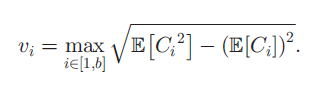 $v_i = \max_{i \in [1,b]} \sqrt{\mathbb{E}[C_i^2] - (\mathbb{E}[C_i])^2}.$